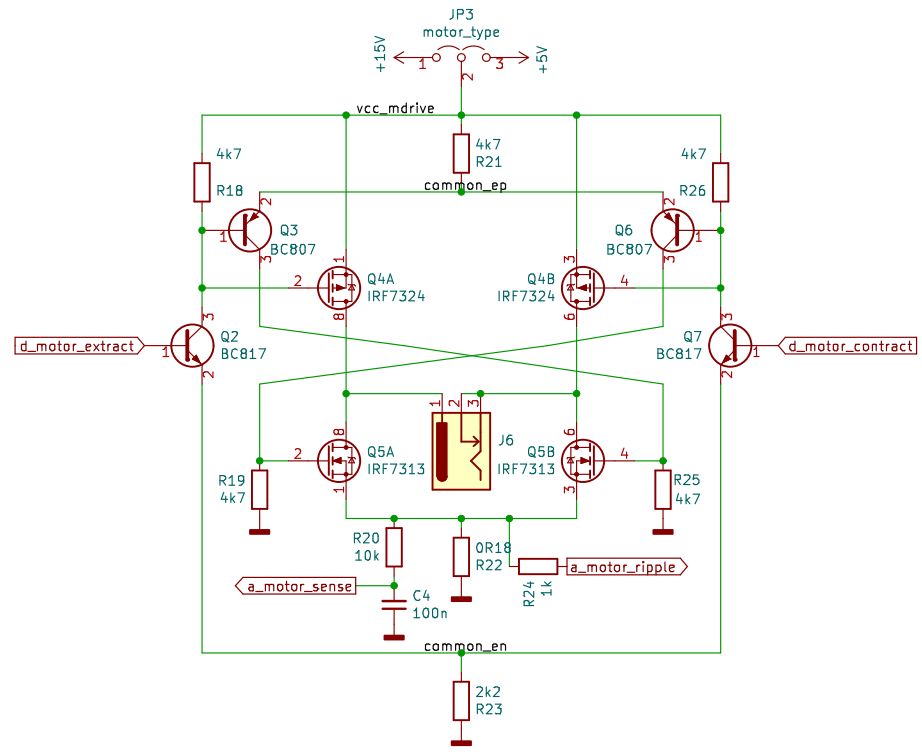 JP3
motor_type
+15V
1
2
3
+5V
vcc_mdrive
4k7
R18
4k7
R21
4k7
R26
common_ep
2
1
Q3
BC807
3
2
Q6
BC807
1
3
1
2
Q4A
IRF7324
8
3
Q4B
IRF7324
4
6
d_motor_extract
1
3
Q2
BC817
2
3
Q7
BC817
1
2
d_motor_contract
1
2
3
J6
8
2
Q5A
IRF7313
1
6
Q5B
IRF7313
4
3
R19
4k7
R25
4k7
R20
10k
0R18
R22
R24
1k
a_motor_ripple
a_motor_sense
C4
100n
common_en
2k2
R23